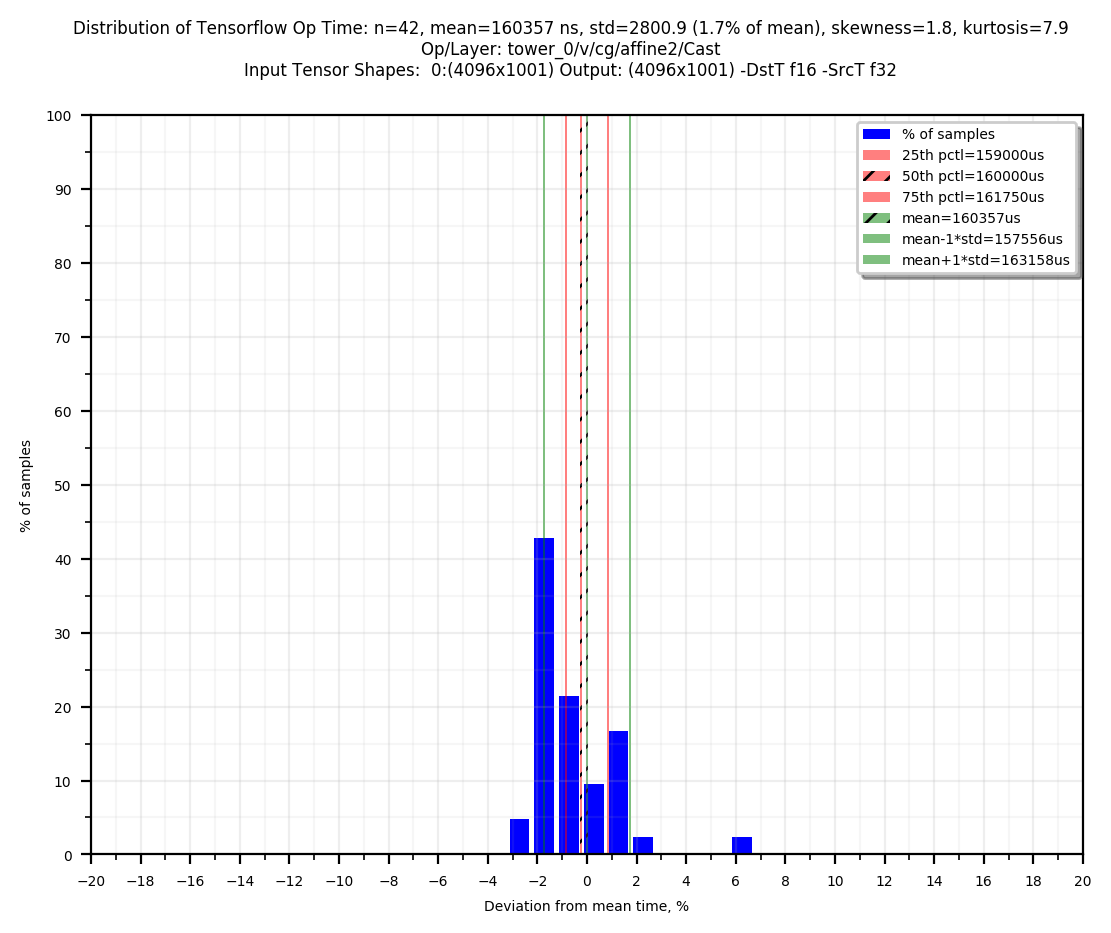 Distribution of Tensorflow Op Time: n=42, mean=160357 ns, std=2800.9 (1.7% of mean), skewness=1.8, kurtosis=7.9
Op/Layer: tower_0/v/cg/affine2/Cast
Input Tensor Shapes:  0:(4096x1001) Output: (4096x1001) -DstT f16 -SrcT f32
100
90
80
70
60
50
40
30
20
10
0
% of samples
% of samples
25th pctl=159000us
50th pctl=160000us
75th pctl=161750us
mean=160357us
mean-1*std=157556us
mean+1*std=163158us
−20 −18 −16 −14 −12 −10 −8 −6 −4 −2 0 2 4 6 8 10 12 14 16 18 20
Deviation from mean time, %